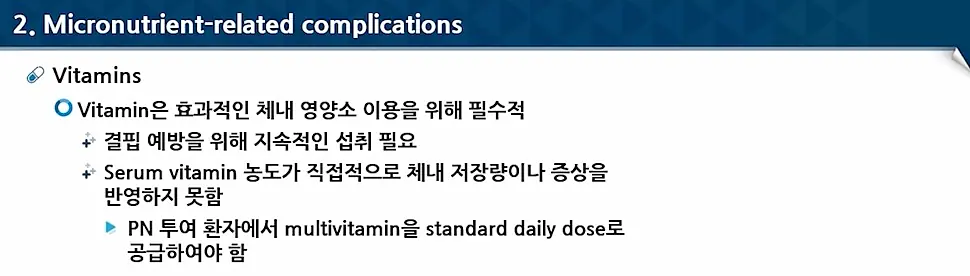 2. Micronutrient-related complications
Vitamins
Vitamin은 효과적인 체내 영양소 이용을 위해 필수적
결핍 예방을 위해 지속적인 섭취 필요
Serum vitamin 농도가 직접적으로 체내 저장량이나 증상을
반영하지 못함
PN 투여 환자에서 multivitamin을 standard daily dose로
공급하여야 함